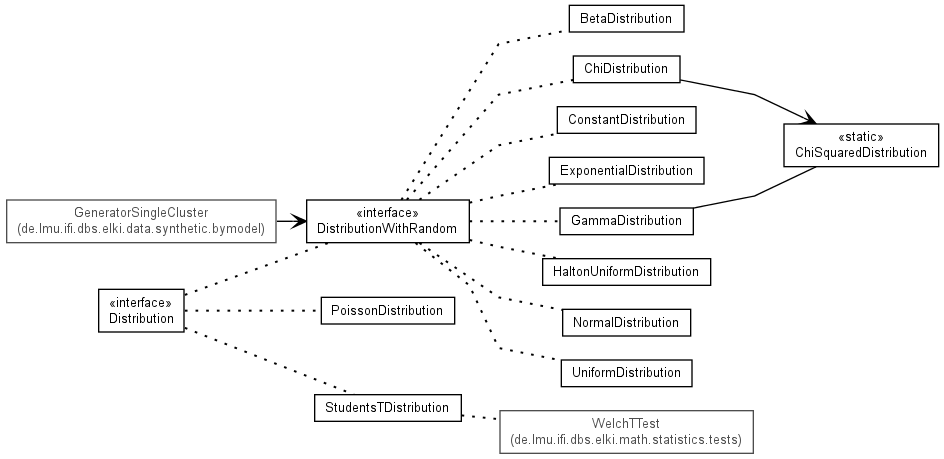 BetaDistribution
ChiDistribution
ConstantDistribution
«static»
ChiSquaredDistribution
ExponentialDistribution
GeneratorSingleCluster
(de.lmu.ifi.dbs.elki.data.synthetic.bymodel)
«interface»
DistributionWithRandom
GammaDistribution
HaltonUniformDistribution
«interface»
Distribution
PoissonDistribution
NormalDistribution
UniformDistribution
StudentsTDistribution
WelchTTest
(de.lmu.ifi.dbs.elki.math.statistics.tests)